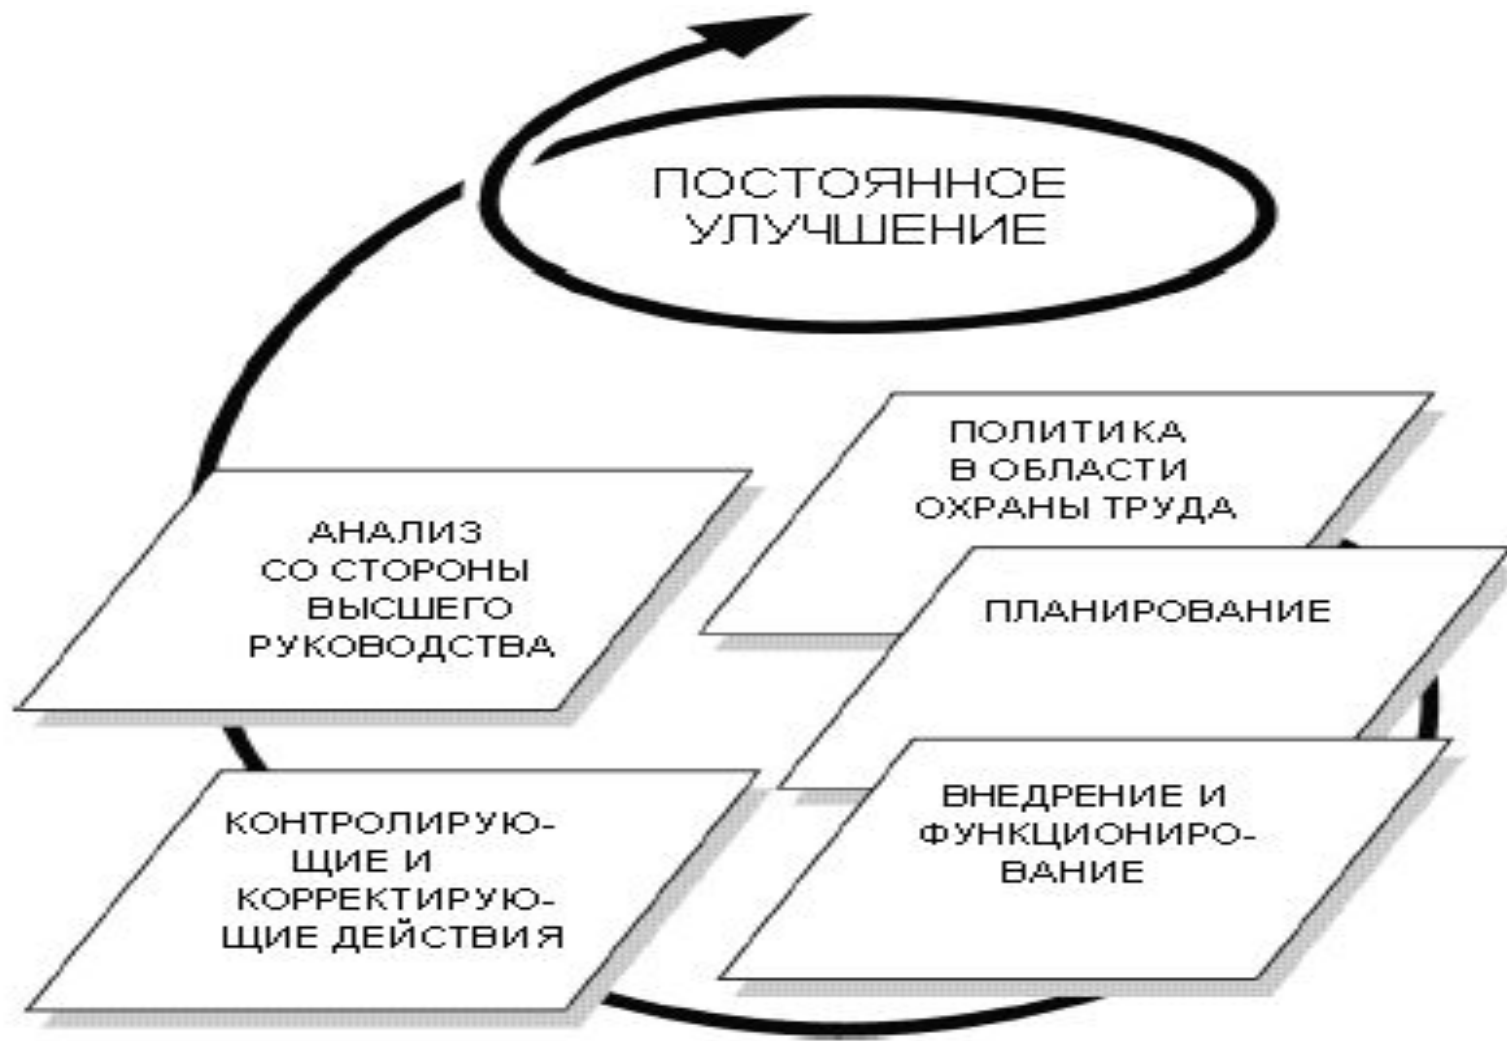 ПОСТОЯННОЕ
УЛУЧШЕНИЕ
ПОЛИТИКА
В ОБЛАСТИ
ОХРАНЫ ТРУДА
ПЛАНИРОВАНИЕ
ВНЕДРЕНИЕ И
ФУНКЦИОНИРО-
ВАНИЕ
КОНТРОЛИРУЮ-
ЩИЕ И
КОРРЕКТИРУЮ-
ЩИЕ ДЕЙСТВИЯ
АНАЛИЗ
СО СТОРОНЫ
ВЫСШЕГО
РУКОВОДСТВА